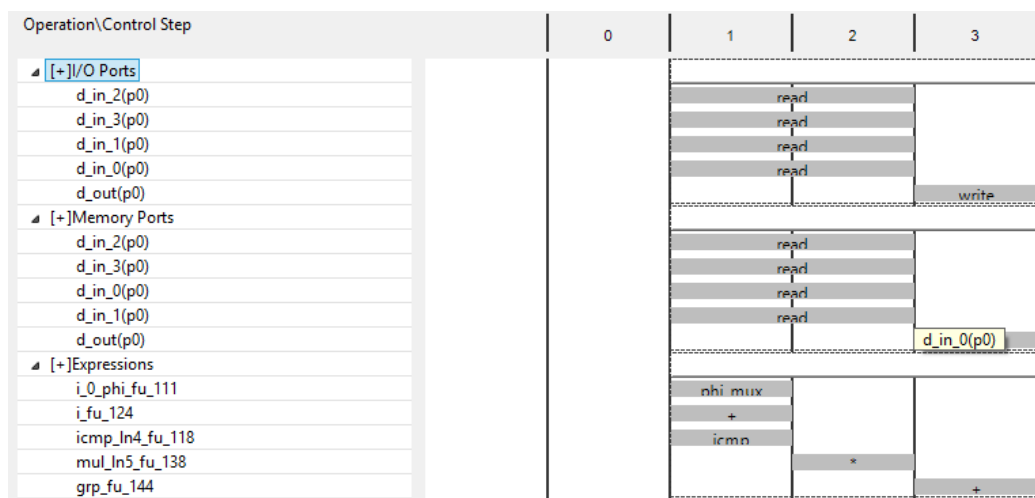 Operation\Control Step 0 1 2 3
[+]I/O Ports
d_in_2(p0) read
d_in_3(p0) read
d_in_1(p0) read
d_in_0(p0) read
d_out(p0) write
[+]Memory Ports
d_in_2(p0) read
d_in_3(p0) read
d_in_0(p0) read
d_in_1(p0) read
d_out(p0) d_in_0(p0)
[+]Expressions
i_0_phi_fu_111 phi_mux
i_fu_124 +
icmp_ln4_fu_118 icmp
mul_ln5_fu_138 *
grp_fu_144 +